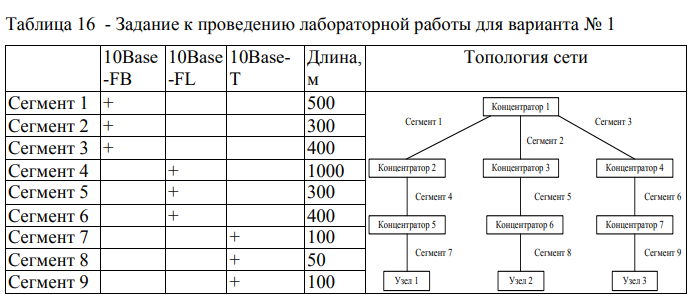 Таблица 16 - Задание к проведению лабораторной работы для варианта № 1
10Base 10Base 10Base- Длина, Топология сети
-FB -FL T м
Сегмент 1 + 500
Сегмент 2 + 300
Сегмент 3 + 400
Сегмент 4 + 1000
Сегмент 5 + 300
Сегмент 6 + 400
Сегмент 7 + 100
Сегмент 8 + 50
Сегмент 9 + 100
Концентратор 1
Сегмент 1 Сегмент 2 Сегмент 3
Концентратор 2 Концентратор 3 Концентратор 4
Сегмент 4 Сегмент 5 Сегмент 6
Концентратор 5 Концентратор 6 Концентратор 7
Сегмент 7 Сегмент 8 Сегмент 9
Узел 1 Узел 2 Узел 3